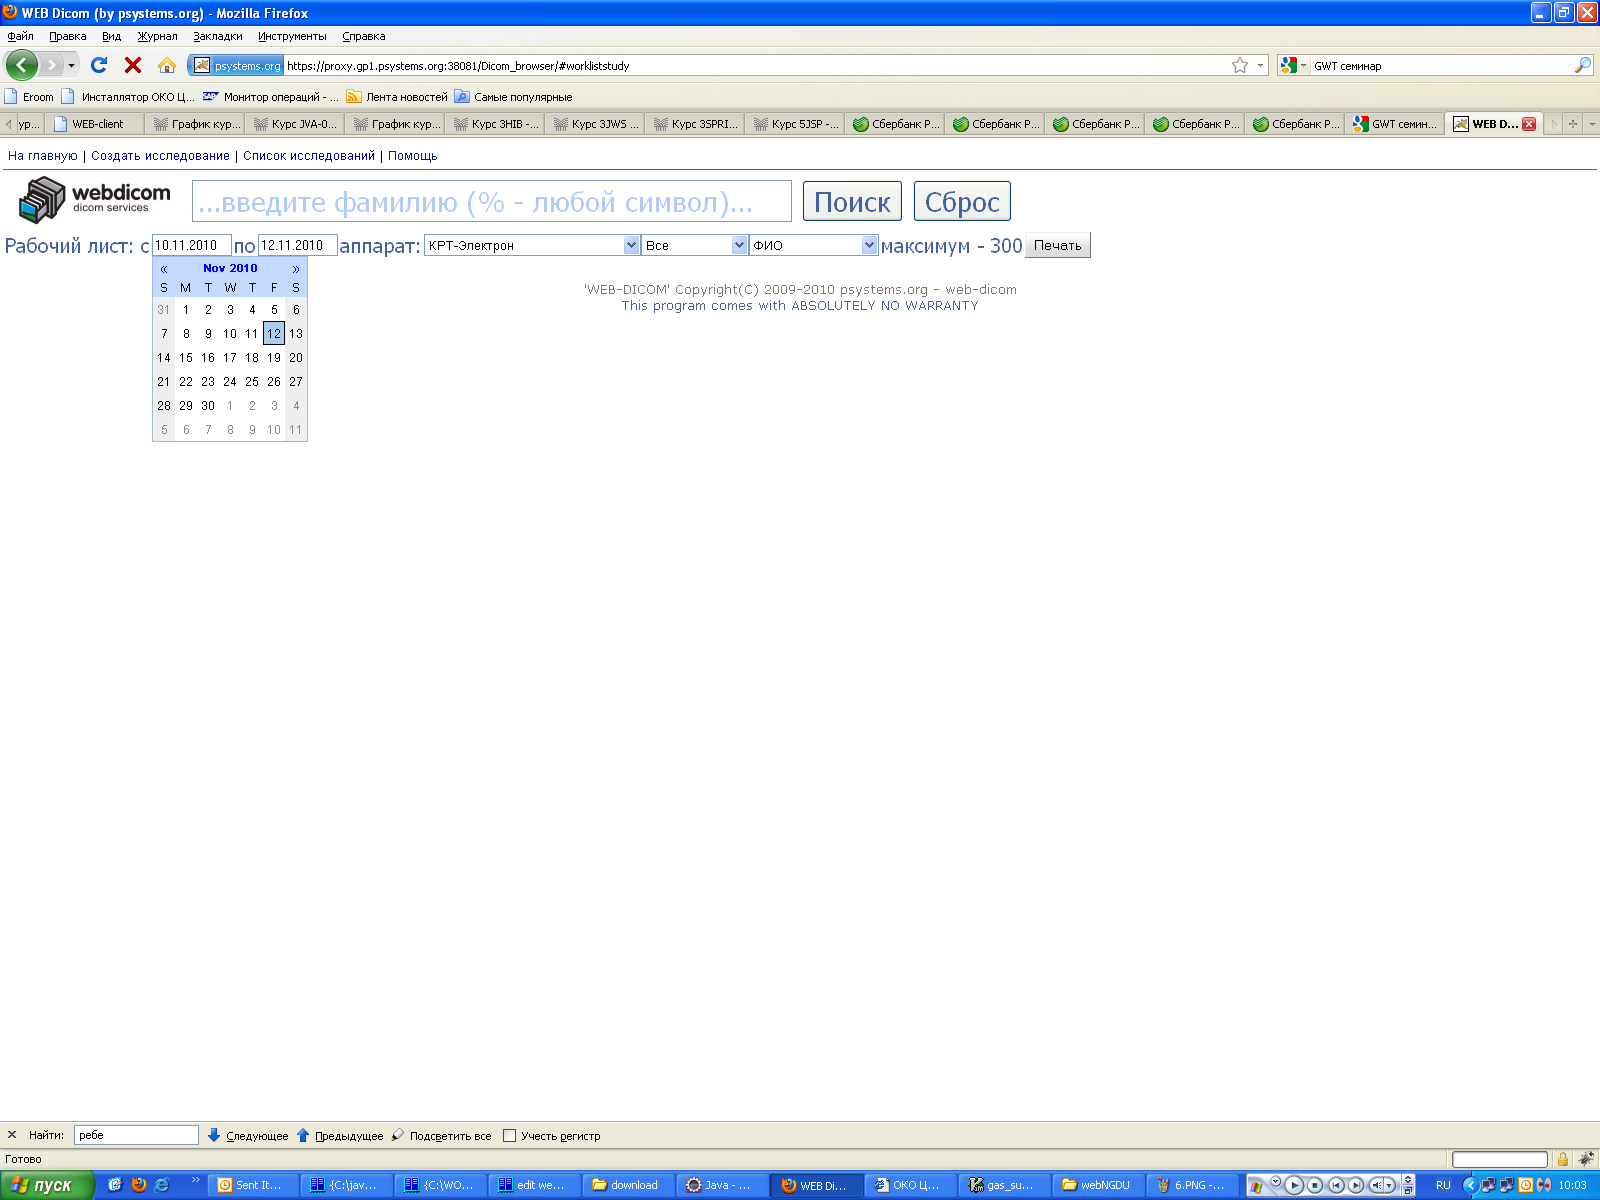 WEB Dicom (by psystems.org) - Mozilla Firefox
Файл Правка Вид Журнал Закладки Инструменты Справка
psystems.org https://proxy.gp1.psystems.org:38081/Dicom_browser/#workliststudy GWT семинар
Eroom Инсталлятор ОКО Ц... Монитор операций - ... Лента новостей Самые популярные
ур... WEB-client График кур... Курс JVA-0... График кур... Курс 3HIB -... Курс 3JWS ... Курс 3SPRI... Курс 5JSP -... Сбербанк Р... Сбербанк Р... Сбербанк Р... Сбербанк Р... Сбербанк Р... GWT семин... WEB D...
На главную | Создать исследование | Список исследований | Помощь
webdicom
dicom services
...введите фамилию (% - любой символ)... Поиск Сброс
Рабочий лист: с 10.11.2010 по 12.11.2010 аппарат: КРТ-Электрон Все ФИО максимум - 300 Печать
« Nov 2010 »
S M T W T F S
31 1 2 3 4 5 6
7 8 9 10 11 12 13
14 15 16 17 18 19 20
21 22 23 24 25 26 27
28 29 30 1 2 3 4
5 6 7 8 9 10 11
'WEB-DICOM' Copyright(C) 2009-2010 psystems.org - web-dicom
This program comes with ABSOLUTELY NO WARRANTY
Найти: ребе Следующее Предыдущее Подсветить все Учесть регистр
Готово
пуск Sent It... {C:\jav... {C:\WO... edit we... download Java - ... WEB Di... ОКО Ц... gas_su... webNGDU 6.PNG -... RU 10:03